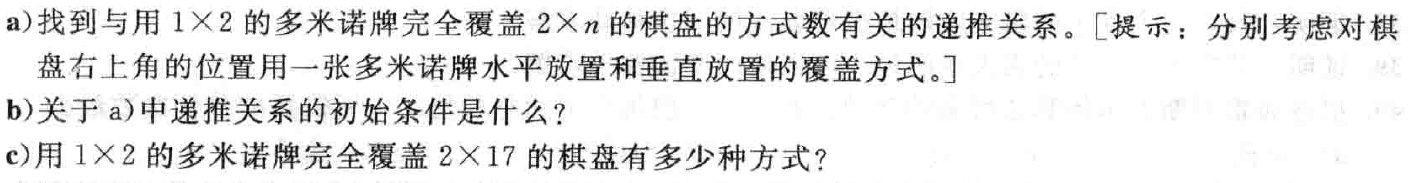 a)找到与用 1×2 的多米诺牌完全覆盖 2×n 的棋盘的方式数有关的递推关系。[提示：分别考虑对棋
盘右上角的位置用一张多米诺牌水平放置和垂直放置的覆盖方式。]
b)关于 a)中递推关系的初始条件是什么？
c)用 1×2 的多米诺牌完全覆盖 2×17 的棋盘有多少种方式？